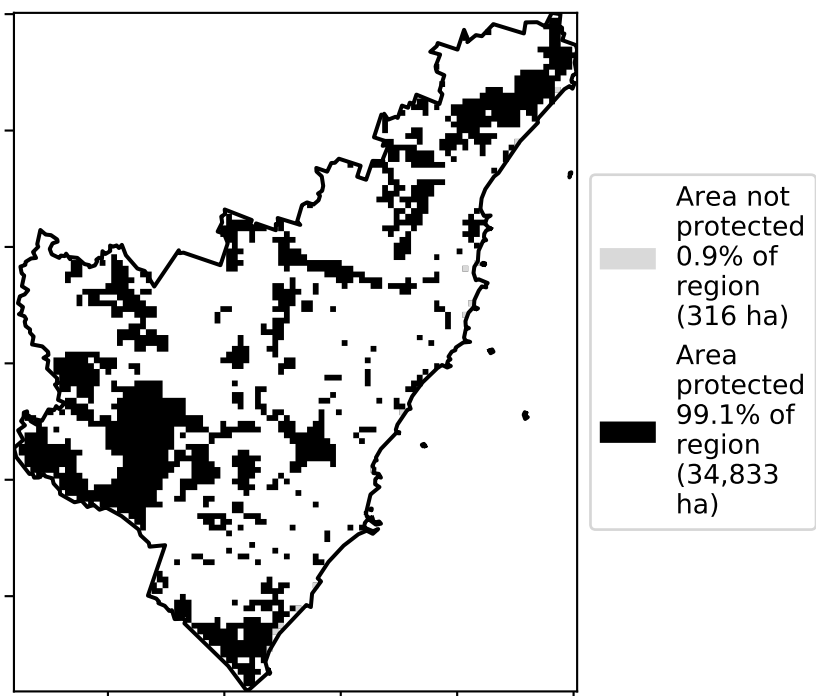 Area not
protected
0.9% of
region
(316 ha)
Area
protected
99.1% of
region
(34,833
ha)